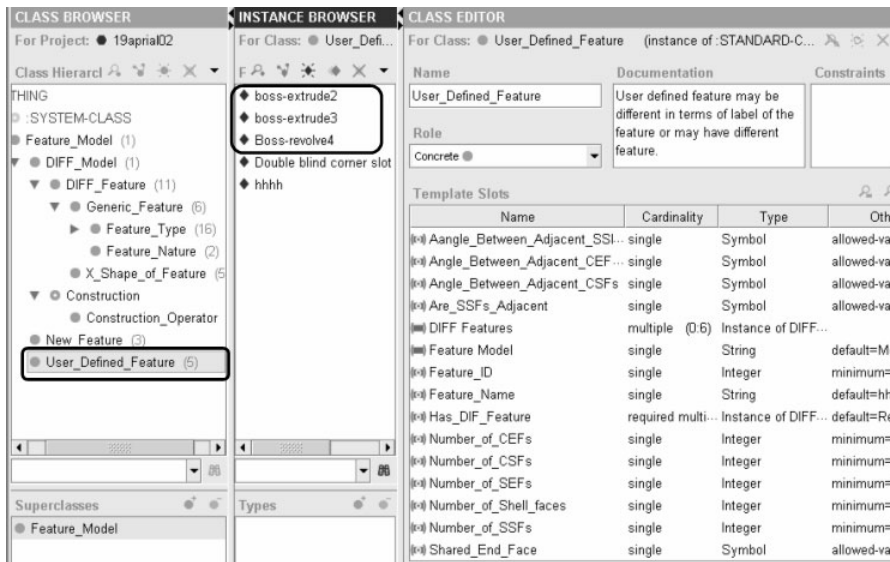 CLASS BROWSER
For Project: 19aprial02
Class Hierarcl
THING
:SYSTEM-CLASS
Feature_Model (1)
DIFF_Model (1)
DIFF_Feature (11)
Generic_Feature (6)
Feature_Type (16)
Feature_Nature (2)
X_Shape_of_Feature (5
Construction
Construction_Operator
New_Feature (3)
User_Defined_Feature (5)
Superclasses
Feature_Model
INSTANCE BROWSER
For Class: User_Defi...
F
boss-extrude2
boss-extrude3
Boss-revolve4
Double blind corner slot
hhhh
Types
CLASS EDITOR
For Class: User_Defined_Feature (instance of :STANDARD-C...
Name Documentation Constraints
User_Defined_Feature
User defined feature may be
different in terms of label of the
feature or may have different
feature.
Role
Concrete
Template Slots
Name Cardinality Type Oth
Aangle_Between_Adjacent_SSI... single Symbol allowed-va
Angle_Between_Adjacent_CEF... single Symbol allowed-va
Angle_Between_Adjacent_CSFs single Symbol allowed-va
Are_SSFs_Adjacent single Symbol allowed-va
DIFF Features multiple (0:6) Instance of DIFF...
Feature Model single String default=M
Feature_ID single Integer minimum=
Feature_Name single String default=hh
Has_DIF_Feature required multi... Instance of DIFF... default=Re
Number_of_CEFs single Integer minimum=
Number_of_CSFs single Integer minimum=
Number_of_SEFs single Integer minimum=
Number_of_Shell_faces single Integer minimum=
Number_of_SSFs single Integer minimum=
Shared_End_Face single Symbol allowed-va